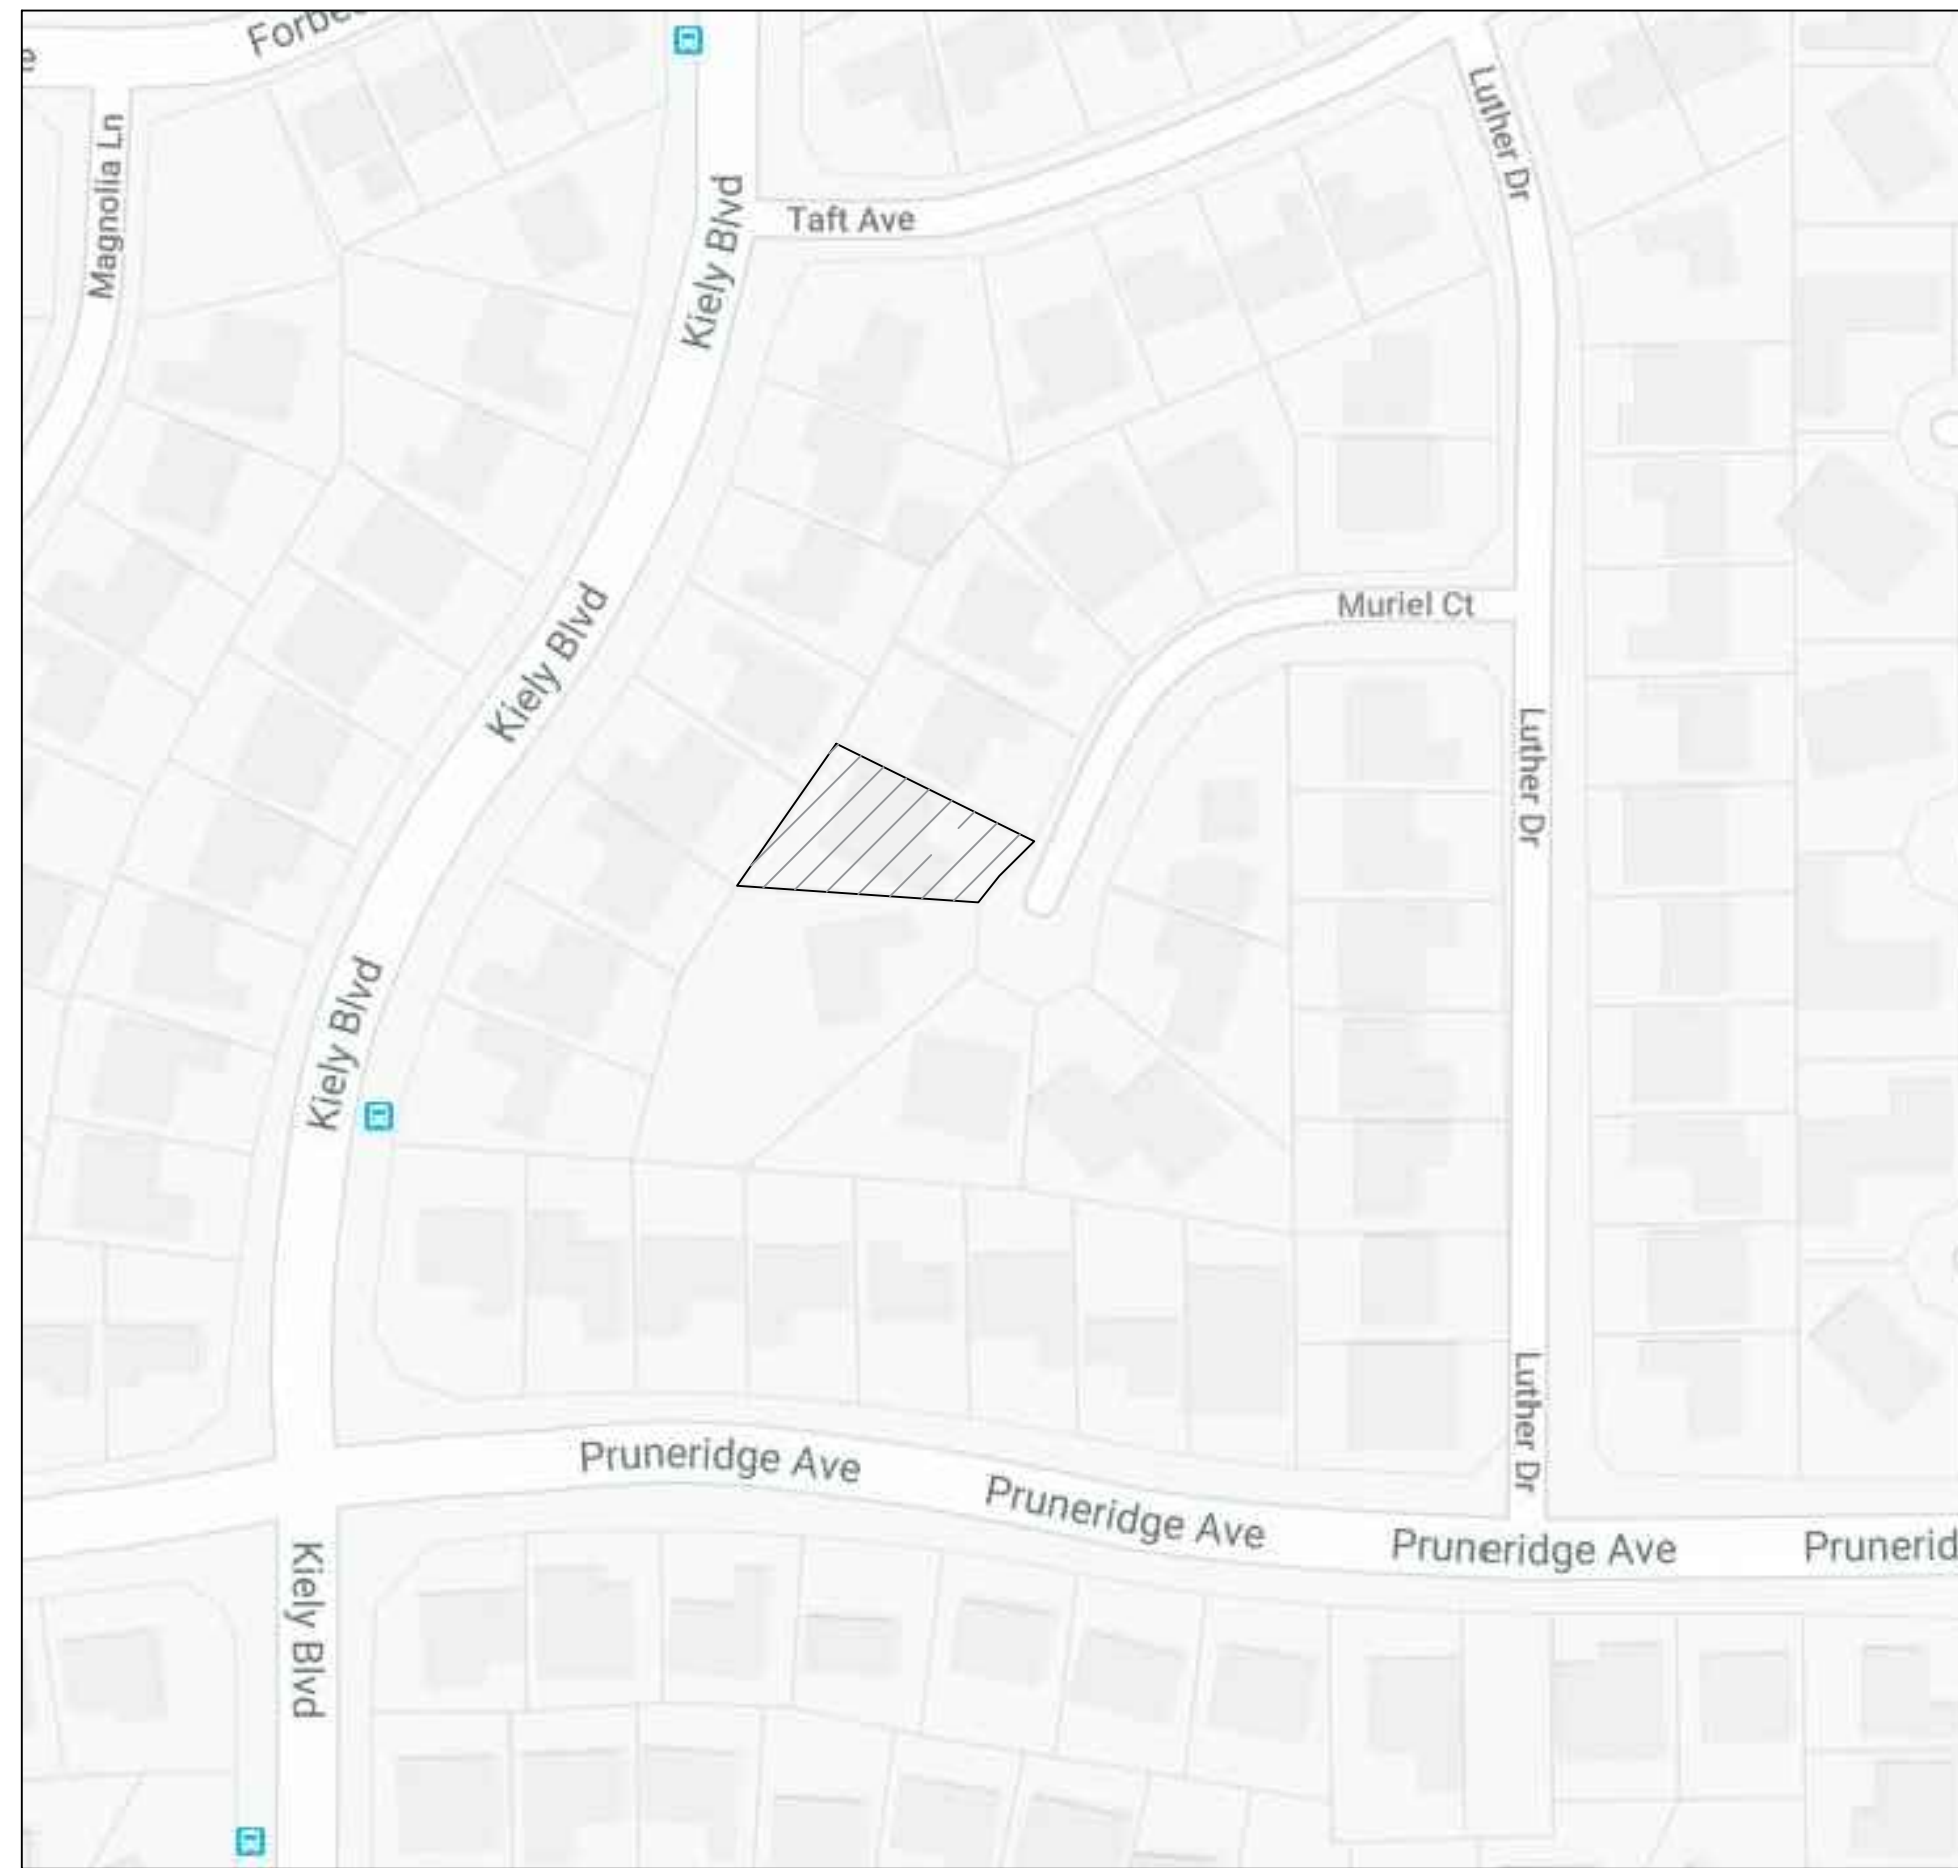 Magnolia Ln
Kiely Blvd
Taft Ave
Luther Dr
Kiely Blvd
Muriel Ct
Luther Dr
Kiely Blvd
Luther Dr
Pruneridge Ave
Pruneridge Ave
Pruneridge Ave
Prunerid
Kiely Blvd